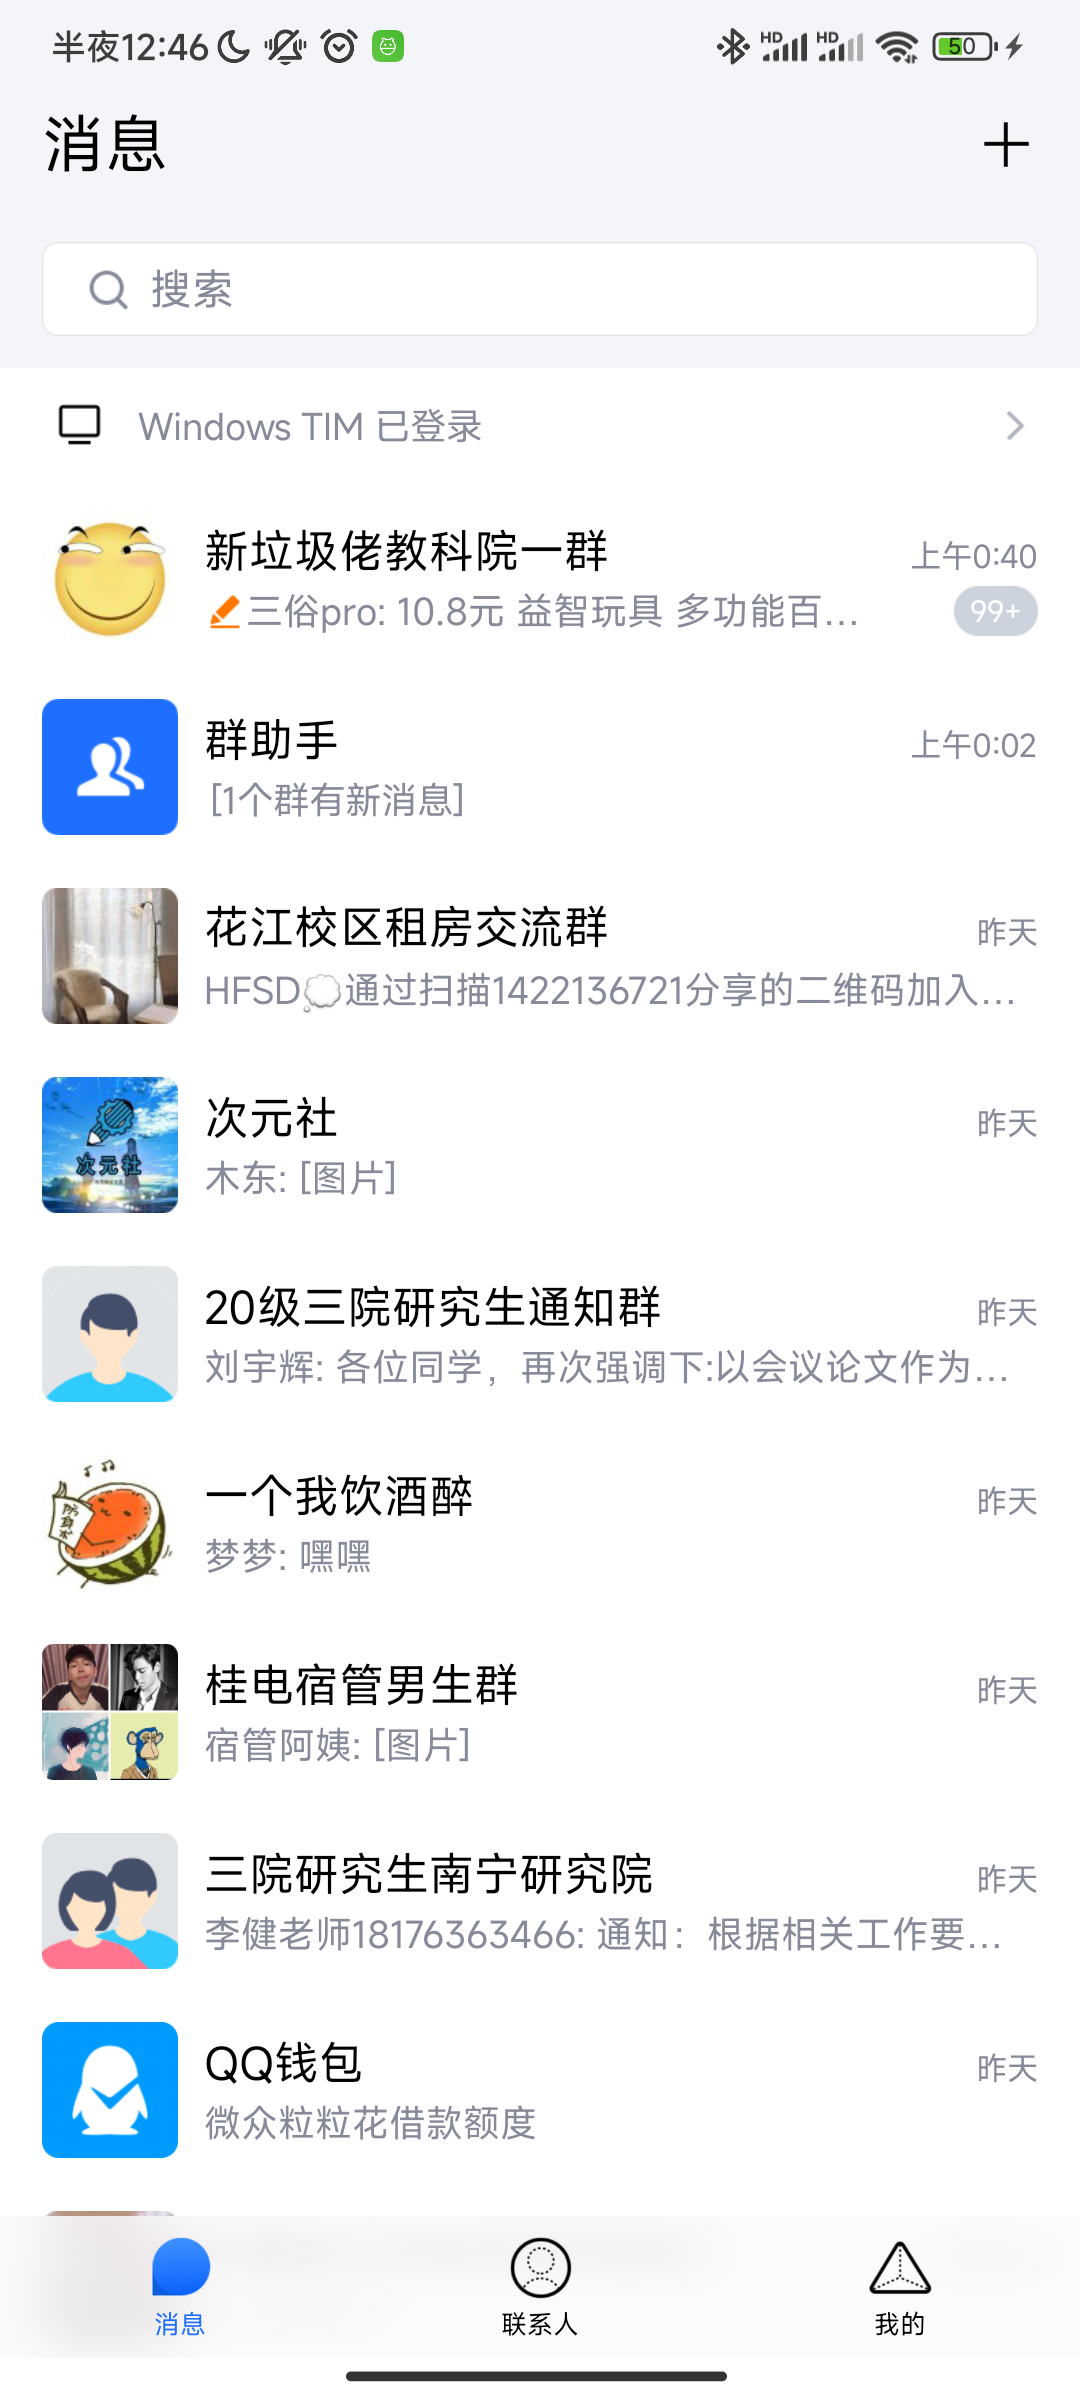 半夜12:46
HD
HD
50
消息
搜索
Windows TIM 已登录
新垃圾佬教科院一群
上午0:40
三俗pro: 10.8元 益智玩具 多功能百...
99+
群助手
上午0:02
[1个群有新消息]
花江校区租房交流群
昨天
HFSD💭通过扫描1422136721分享的二维码加入...
次元社
昨天
次元社
木东: [图片]
20级三院研究生通知群
昨天
刘宇辉: 各位同学，再次强调下:以会议论文作为...
一个我饮酒醉
昨天
防身术
梦梦: 嘿嘿
桂电宿管男生群
昨天
宿管阿姨: [图片]
三院研究生南宁研究院
昨天
李健老师18176363466: 通知：根据相关工作要...
QQ钱包
昨天
微众粒粒花借款额度
消息
联系人
我的